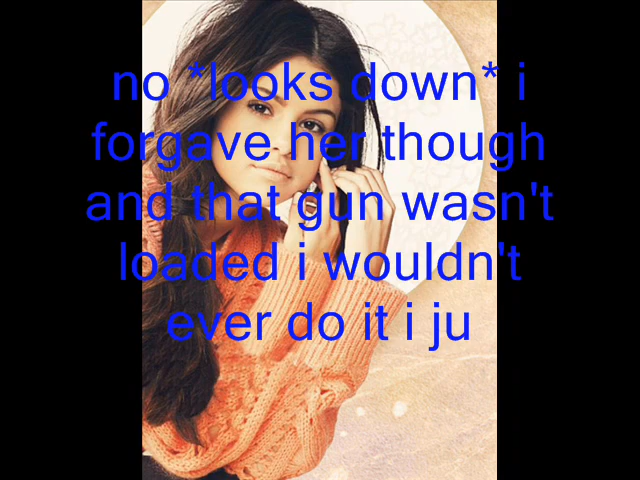 no *looks down* i
forgave her though
and that gun wasn't
loaded i wouldn't
ever do it i ju